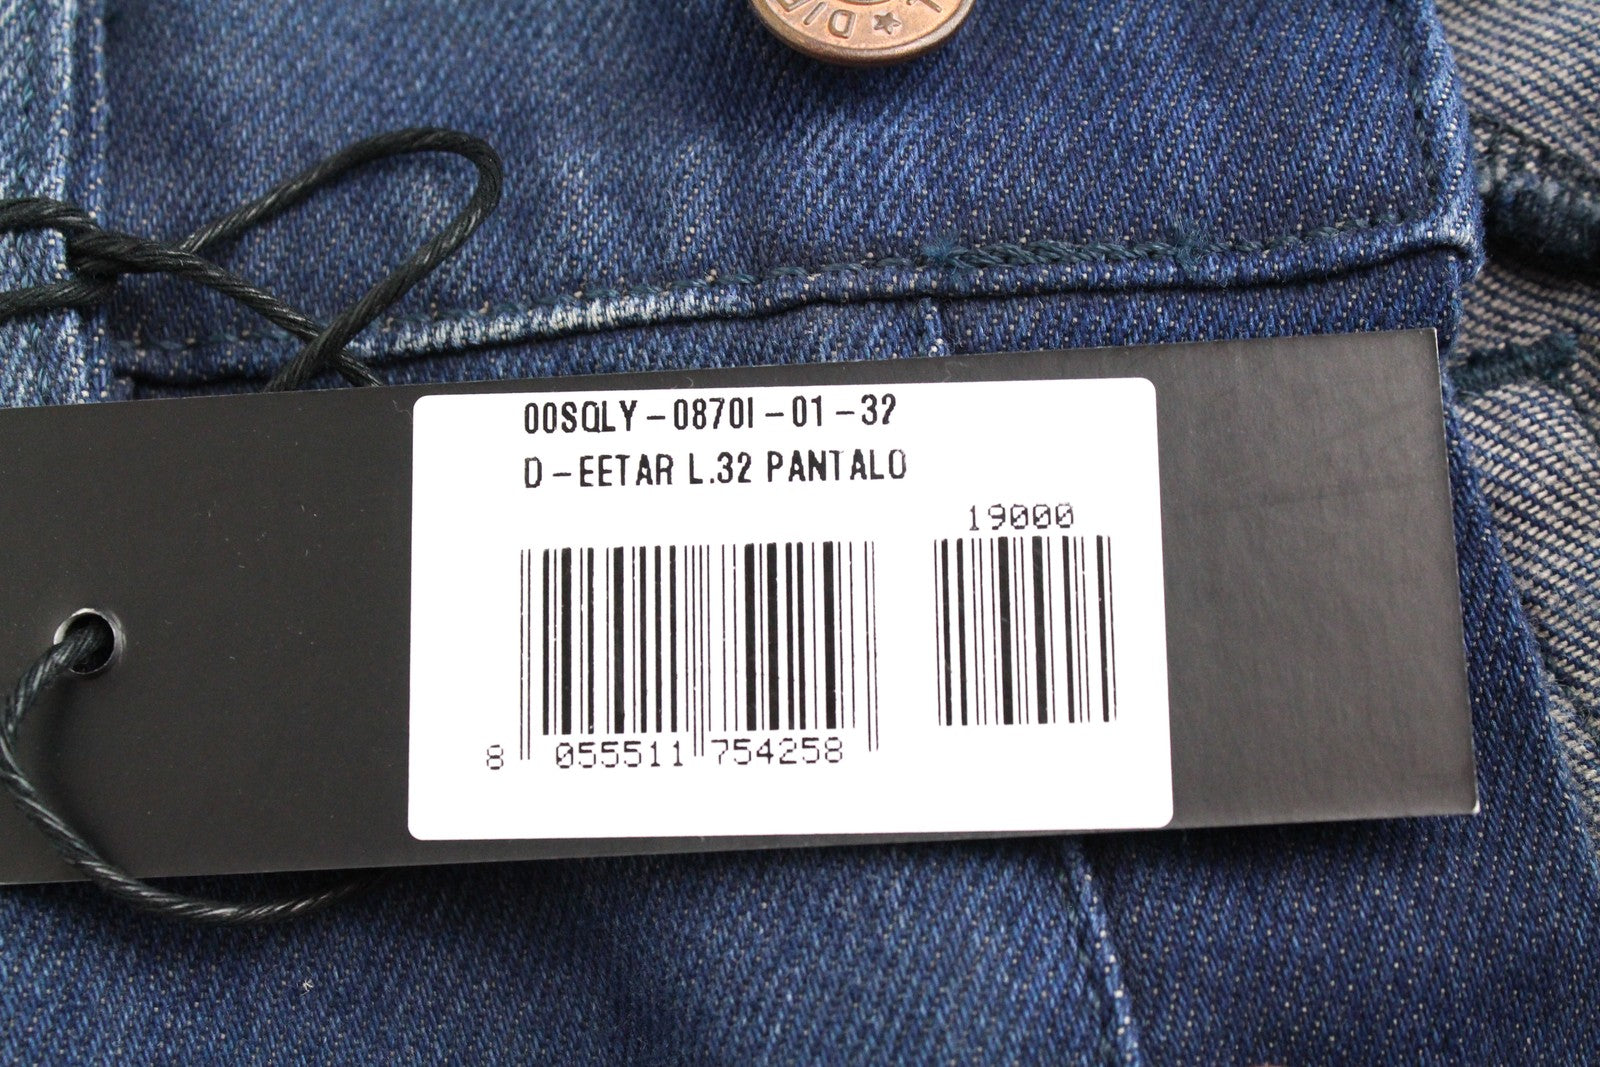 00SQLY-0870I-01-32
D-EETAR L.32 PANTALO
19000
8 055511 754258